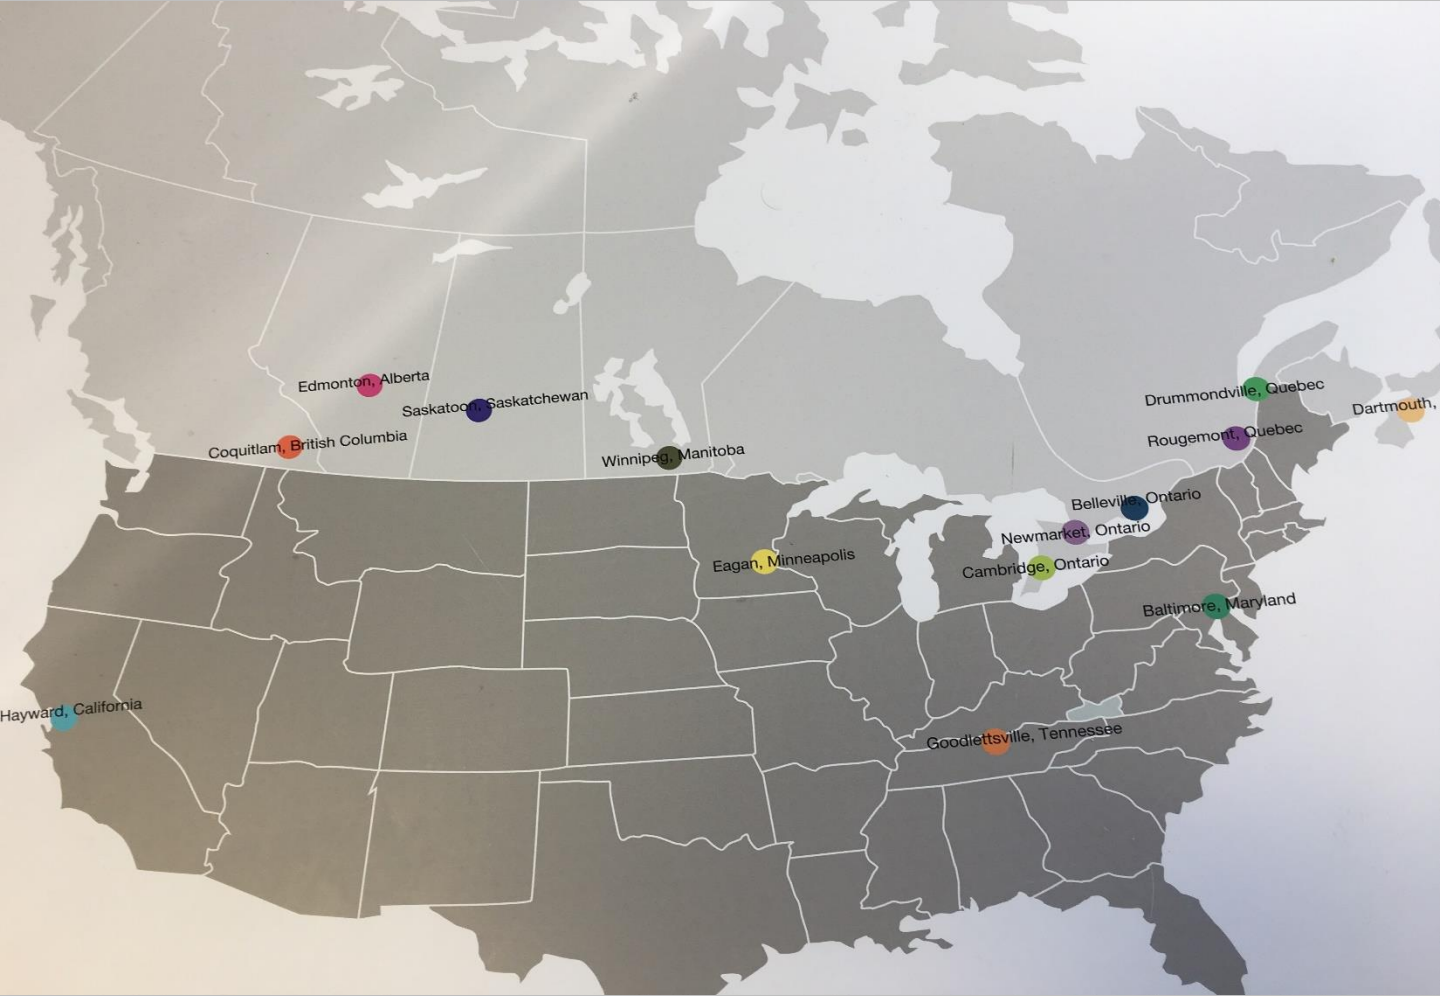 Edmonton, Alberta
Saskatoon, Saskatchewan
Coquitlam, British Columbia
Winnipeg, Manitoba
Drummondville, Quebec
Dartmouth,
Rougemont, Quebec
Belleville, Ontario
Newmarket, Ontario
Eagan, Minneapolis
Cambridge, Ontario
Baltimore, Maryland
Hayward, California
Goodlettsville, Tennessee